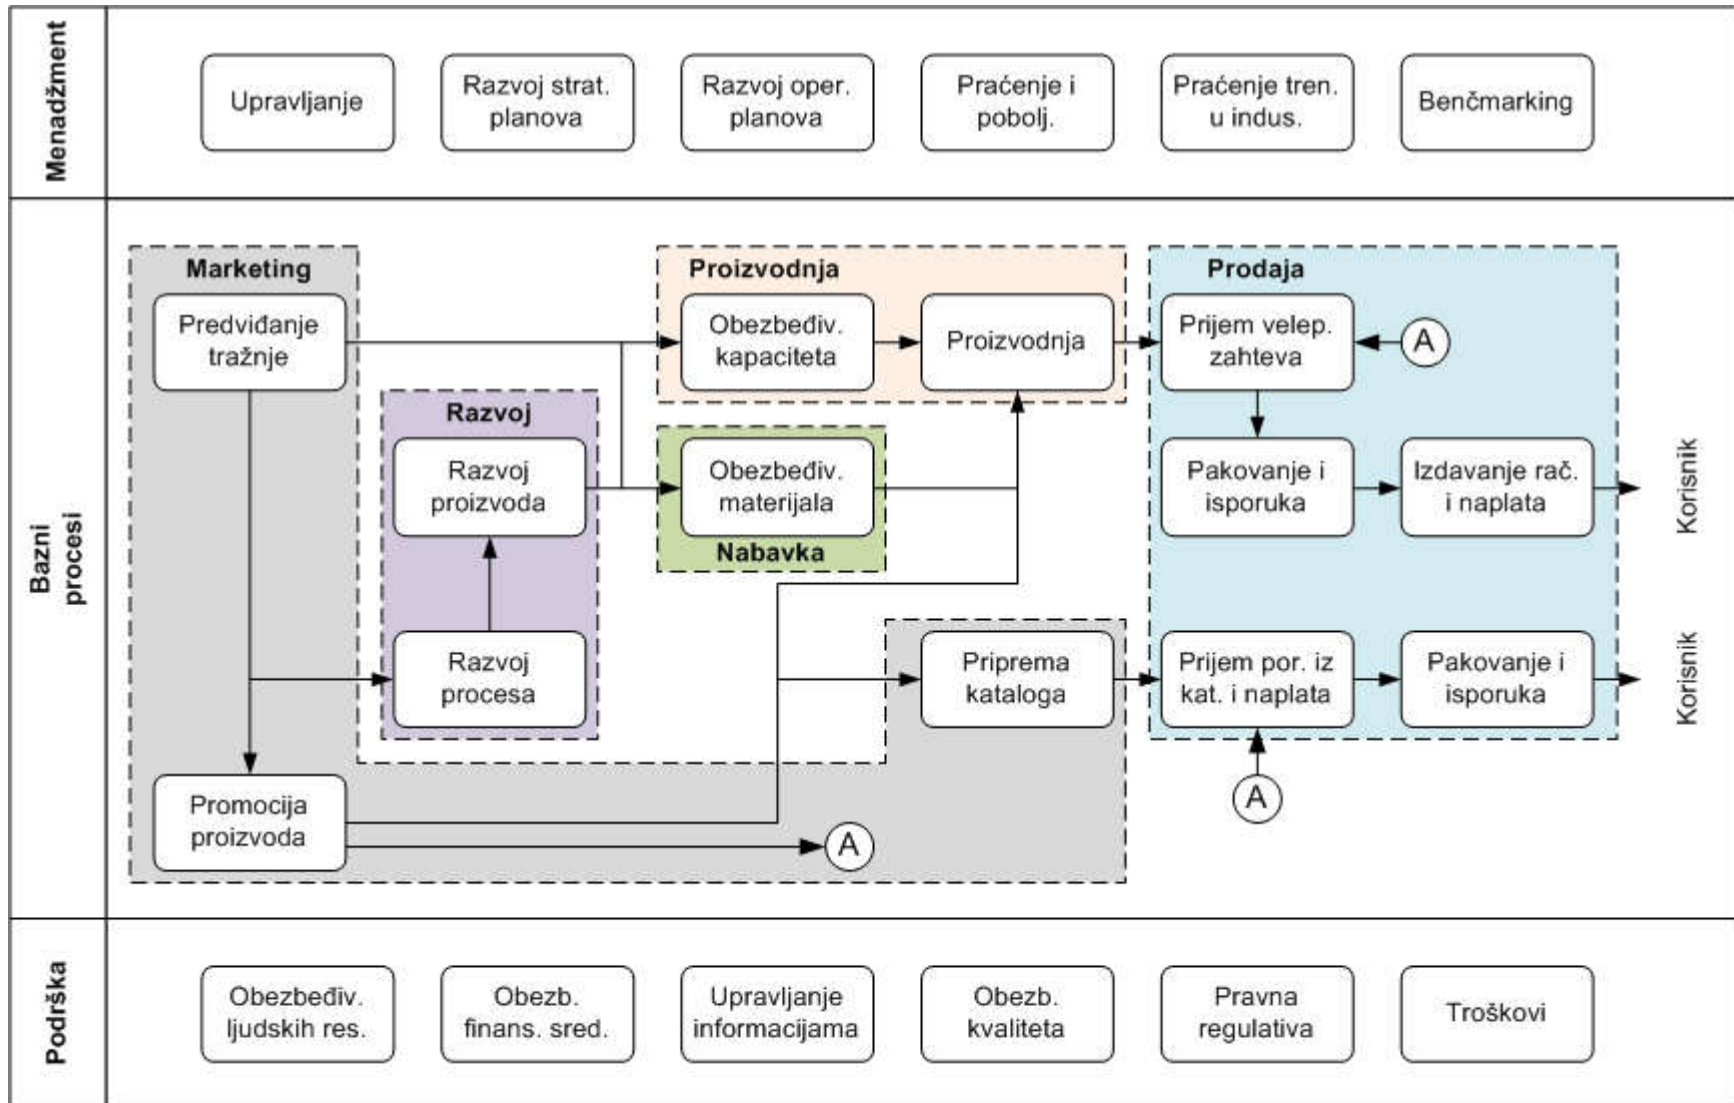 Menadžment
Upravljanje
Razvoj strat.
planova
Razvoj oper.
planova
Praćenje i
pobolj.
Praćenje tren.
u indus.
Benčmarking
Bazni
procesi
Marketing
Predviđanje
tražnje
Promocija
proizvoda
A
Razvoj
Razvoj
proizvoda
Razvoj
procesa
Proizvodnja
Obezbeđiv.
kapaciteta
Proizvodnja
Obezbeđiv.
materijala
Nabavka
Priprema
kataloga
Prodaja
Prijem velep.
zahteva
A
Pakovanje i
isporuka
Izdavanje rač.
i naplata
Korisnik
Prijem por. iz
kat. i naplata
Pakovanje i
isporuka
Korisnik
A
Podrška
Obezbeđiv.
ljudskih res.
Obezb.
finans. sred.
Upravljanje
informacijama
Obezb.
kvaliteta
Pravna
regulativa
Troškovi